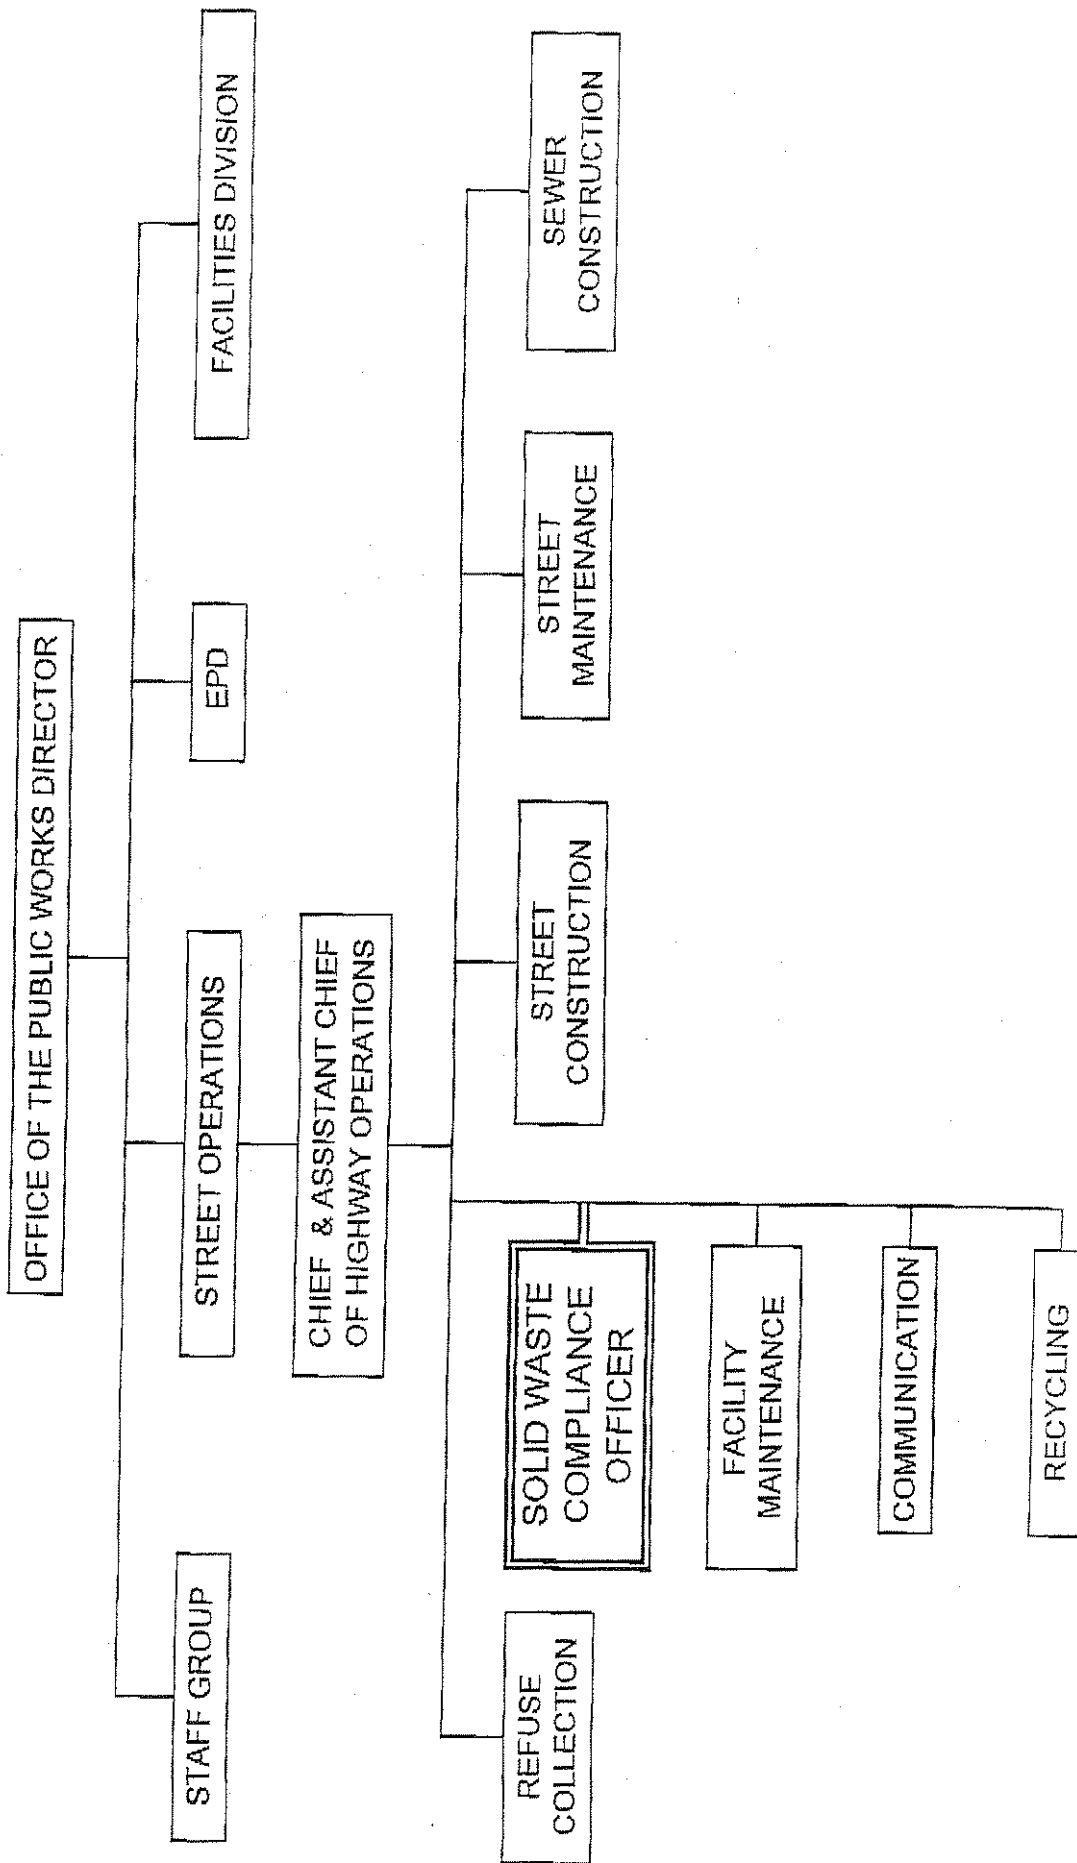 OFFICE OF THE PUBLIC WORKS DIRECTOR
STAFF GROUP
STREET OPERATIONS
EPD
FACILITIES DIVISION
CHIEF & ASSISTANT CHIEF
OF HIGHWAY OPERATIONS
REFUSE
COLLECTION
SOLID WASTE
COMPLIANCE
OFFICER
STREET
CONSTRUCTION
STREET
MAINTENANCE
SEWER
CONSTRUCTION
FACILITY
MAINTENANCE
COMMUNICATION
RECYCLING